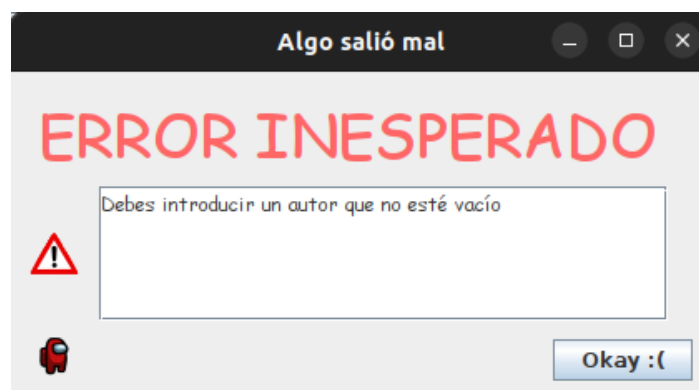 Algo salió mal
ERROR INESPERADO
Debes introducir un autor que no esté vacío
Okay :(